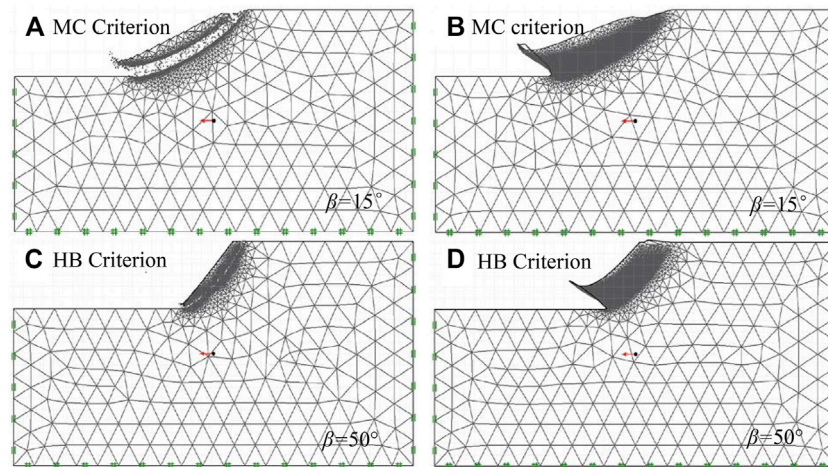 A MC Criterion
β=15°
B MC criterion
β=15°
C HB Criterion
β=50°
D HB Criterion
β=50°